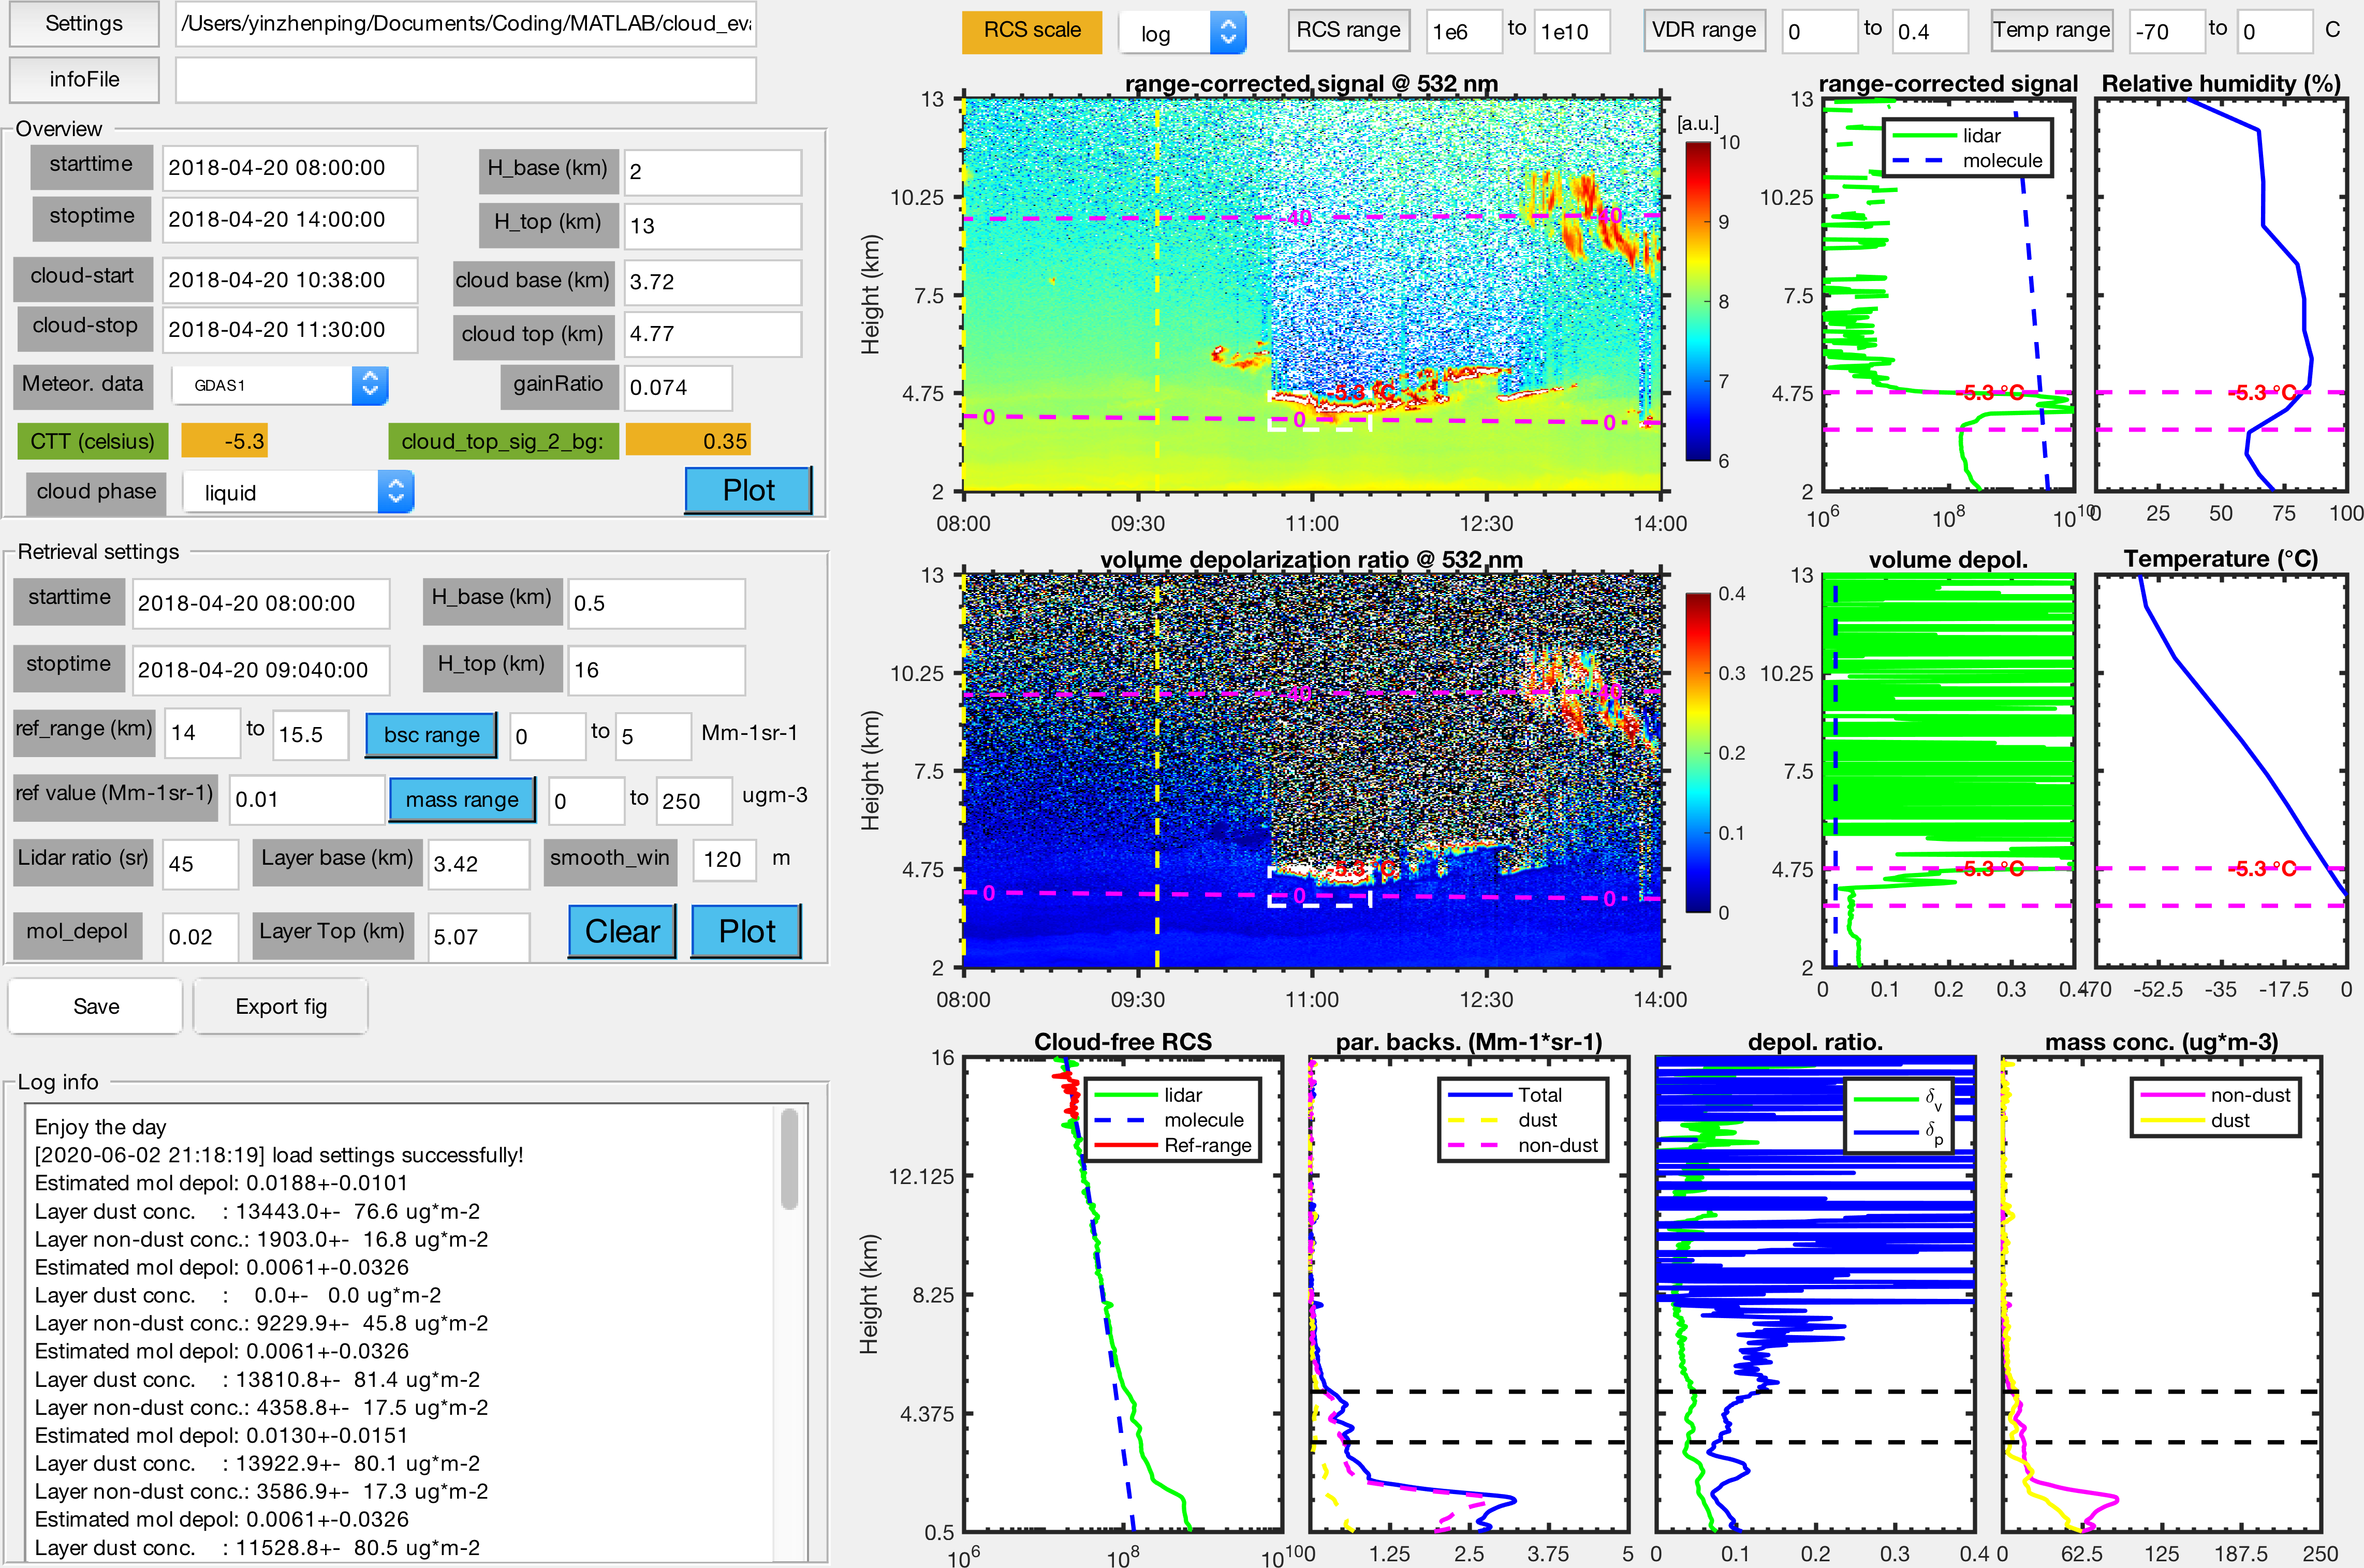 Settings
/Users/yinzhenping/Documents/Coding/MATLAB/cloud_eva
infoFile
RCS scale
log
RCS range
1e6
to
1e10
VDR range
0
to
0.4
Temp range
-70
to
0
C
Overview
starttime
2018-04-20 08:00:00
H_base (km)
2
stoptime
2018-04-20 14:00:00
H_top (km)
13
cloud-start
2018-04-20 10:38:00
cloud base (km)
3.72
cloud-stop
2018-04-20 11:30:00
cloud top (km)
4.77
Meteor. data
GDAS1
gainRatio
0.074
CTT (celsius)
-5.3
cloud_top_sig_2_bg:
0.35
cloud phase
liquid
Plot
Retrieval settings
starttime
2018-04-20 08:00:00
H_base (km)
0.5
stoptime
2018-04-20 09:040:00
H_top (km)
16
ref_range (km)
14
to
15.5
bsc range
0
to
5
Mm-1sr-1
ref value (Mm-1sr-1)
0.01
mass range
0
to
250
ugm-3
Lidar ratio (sr)
45
Layer base (km)
3.42
smooth_win
120
m
mol_depol
0.02
Layer Top (km)
5.07
Clear
Plot
Save
Export fig
Log info
Enjoy the day
[2020-06-02 21:18:19] load settings successfully!
Estimated mol depol: 0.0188+-0.0101
Layer dust conc. : 13443.0+- 76.6 ug*m-2
Layer non-dust conc.: 1903.0+- 16.8 ug*m-2
Estimated mol depol: 0.0061+-0.0326
Layer dust conc. : 0.0+- 0.0 ug*m-2
Layer non-dust conc.: 9229.9+- 45.8 ug*m-2
Estimated mol depol: 0.0061+-0.0326
Layer dust conc. : 13810.8+- 81.4 ug*m-2
Layer non-dust conc.: 4358.8+- 17.5 ug*m-2
Estimated mol depol: 0.0130+-0.0151
Layer dust conc. : 13922.9+- 80.1 ug*m-2
Layer non-dust conc.: 3586.9+- 17.3 ug*m-2
Estimated mol depol: 0.0061+-0.0326
Layer dust conc. : 11528.8+- 80.5 ug*m-2
range-corrected signal @ 532 nm
Height (km)
13
10.25
7.5
4.75
2
-40
-40
-5.3 °C
0
0
0
08:00
09:30
11:00
12:30
14:00
[a.u.]
10
9
8
7
6
range-corrected signal
lidar
molecule
13
10.25
7.5
4.75
2
-5.3 °C
10^6
10^8
10^10
Relative humidity (%)
-5.3 °C
0
25
50
75
100
volume depolarization ratio @ 532 nm
Height (km)
13
10.25
7.5
4.75
2
-40
-40
-5.3 °C
0
0
0
08:00
09:30
11:00
12:30
14:00
0.4
0.3
0.2
0.1
0
volume depol.
13
10.25
7.5
4.75
2
-5.3 °C
0
0.1
0.2
0.3
0.4
Temperature (°C)
-5.3 °C
-70
-52.5
-35
-17.5
0
Cloud-free RCS
Height (km)
16
12.125
8.25
4.375
0.5
lidar
molecule
Ref-range
10^6
10^8
10^10
par. backs. (Mm-1*sr-1)
Total
dust
non-dust
0
1.25
2.5
3.75
5
depol. ratio.
δv
δp
0
0.1
0.2
0.3
0.4
mass conc. (ug*m-3)
non-dust
dust
0
62.5
125
187.5
250